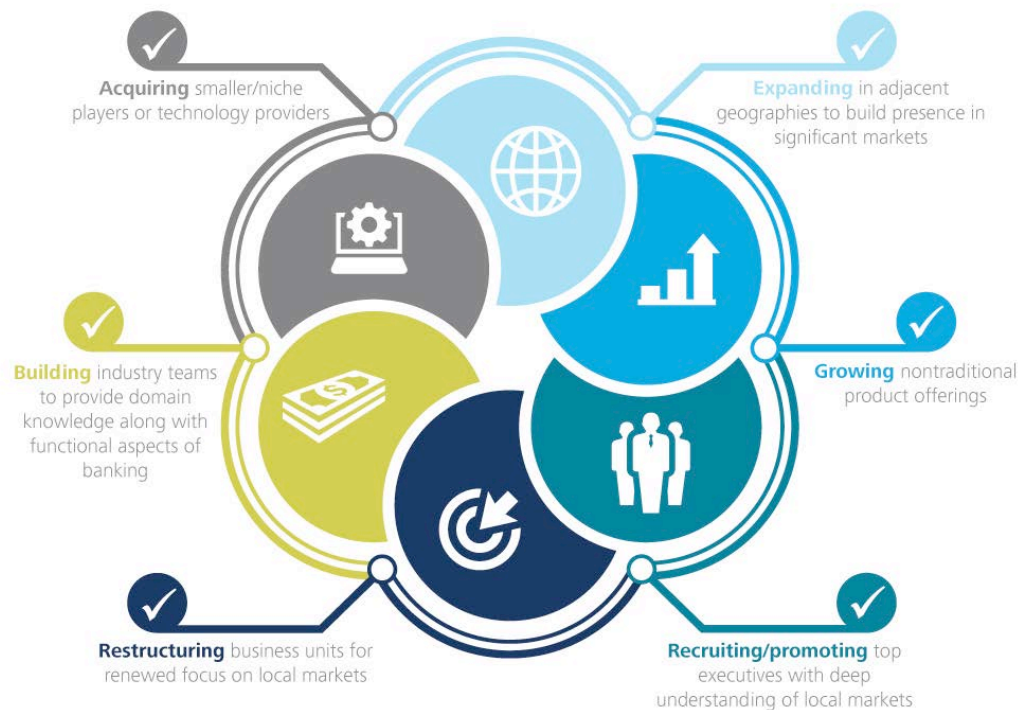 Acquiring smaller/niche
players or technology providers
Expanding in adjacent
geographies to build presence in
significant markets
Building industry teams
to provide domain
knowledge along with
functional aspects of
banking
Growing nontraditional
product offerings
Restructuring business units for
renewed focus on local markets
Recruiting/promoting top
executives with deep
understanding of local markets